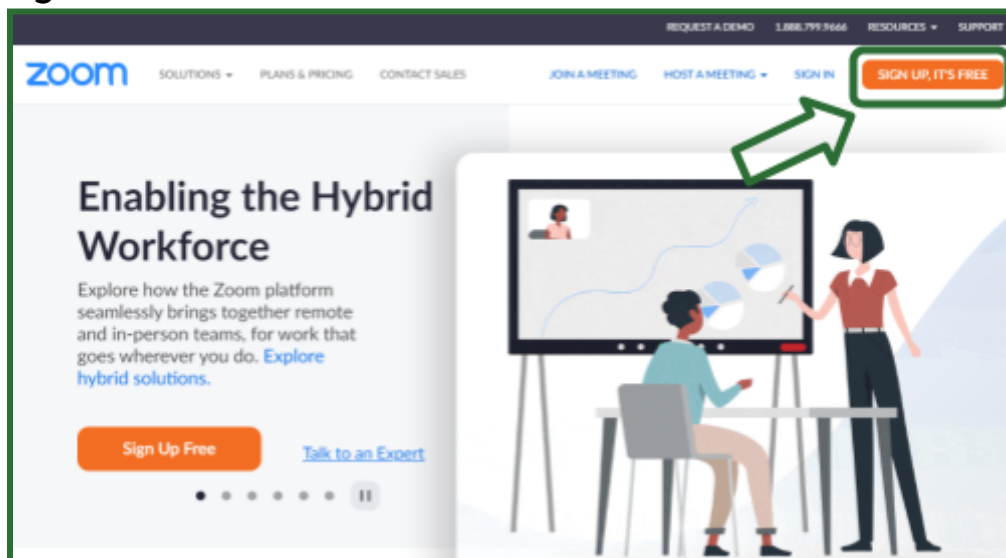 REQUEST A DEMO 1.888.799.9666 RESOURCES SUPPORT
zoom SOLUTIONS PLANS & PRICING CONTACT SALES JOIN A MEETING HOST A MEETING SIGN IN SIGN UP, IT'S FREE
Enabling the Hybrid
Workforce
Explore how the Zoom platform
seamlessly brings together remote
and in-person teams, for work that
goes wherever you do. Explore
hybrid solutions.
Sign Up Free Talk to an Expert